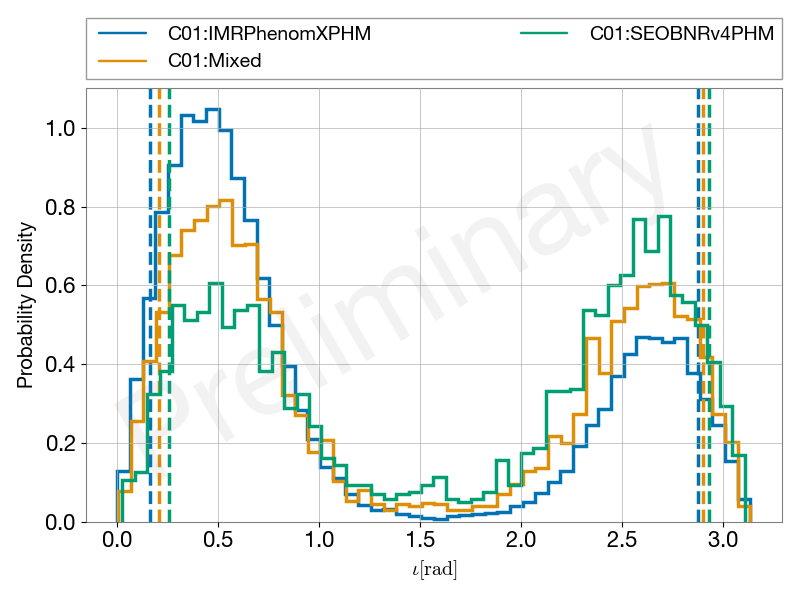 C01:IMRPhenomXPHM
C01:Mixed
C01:SEOBNRv4PHM
Preliminary
Probability Density
1.0
0.8
0.6
0.4
0.2
0.0
0.0 0.5 1.0 1.5 2.0 2.5 3.0
ι[rad]